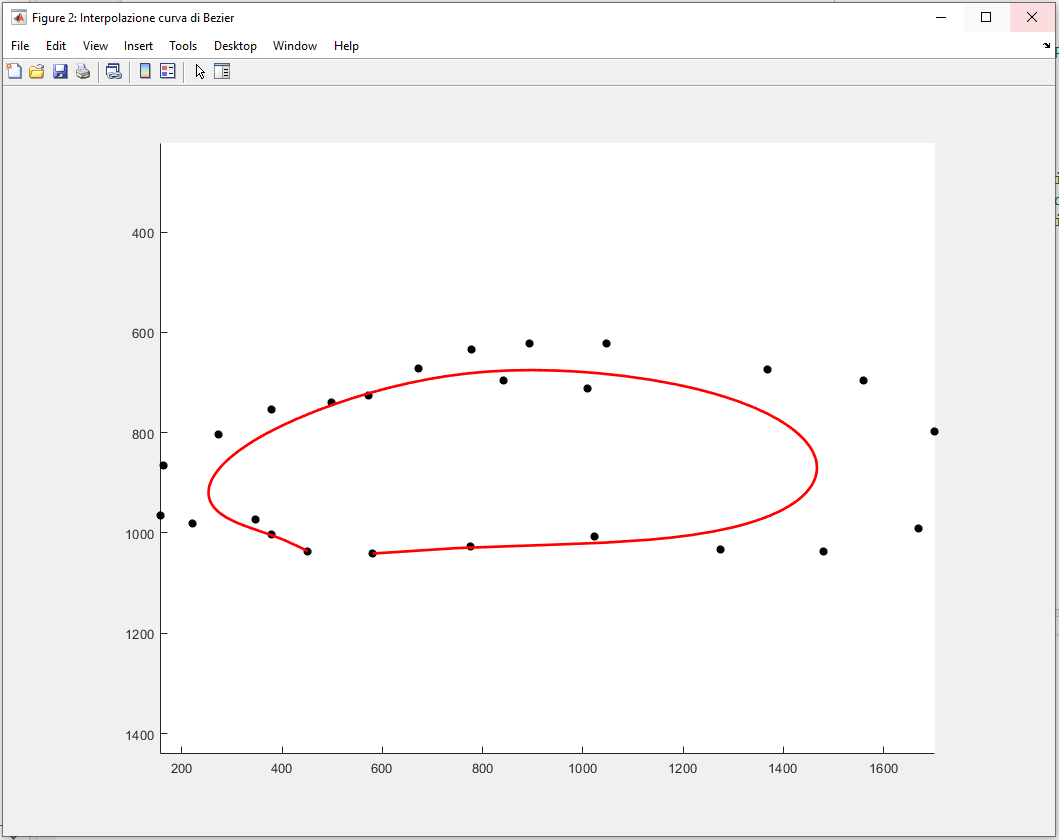 Figure 2: Interpolazione curva di Bezier
File Edit View Insert Tools Desktop Window Help
400
600
800
1000
1200
1400
200 400 600 800 1000 1200 1400 1600